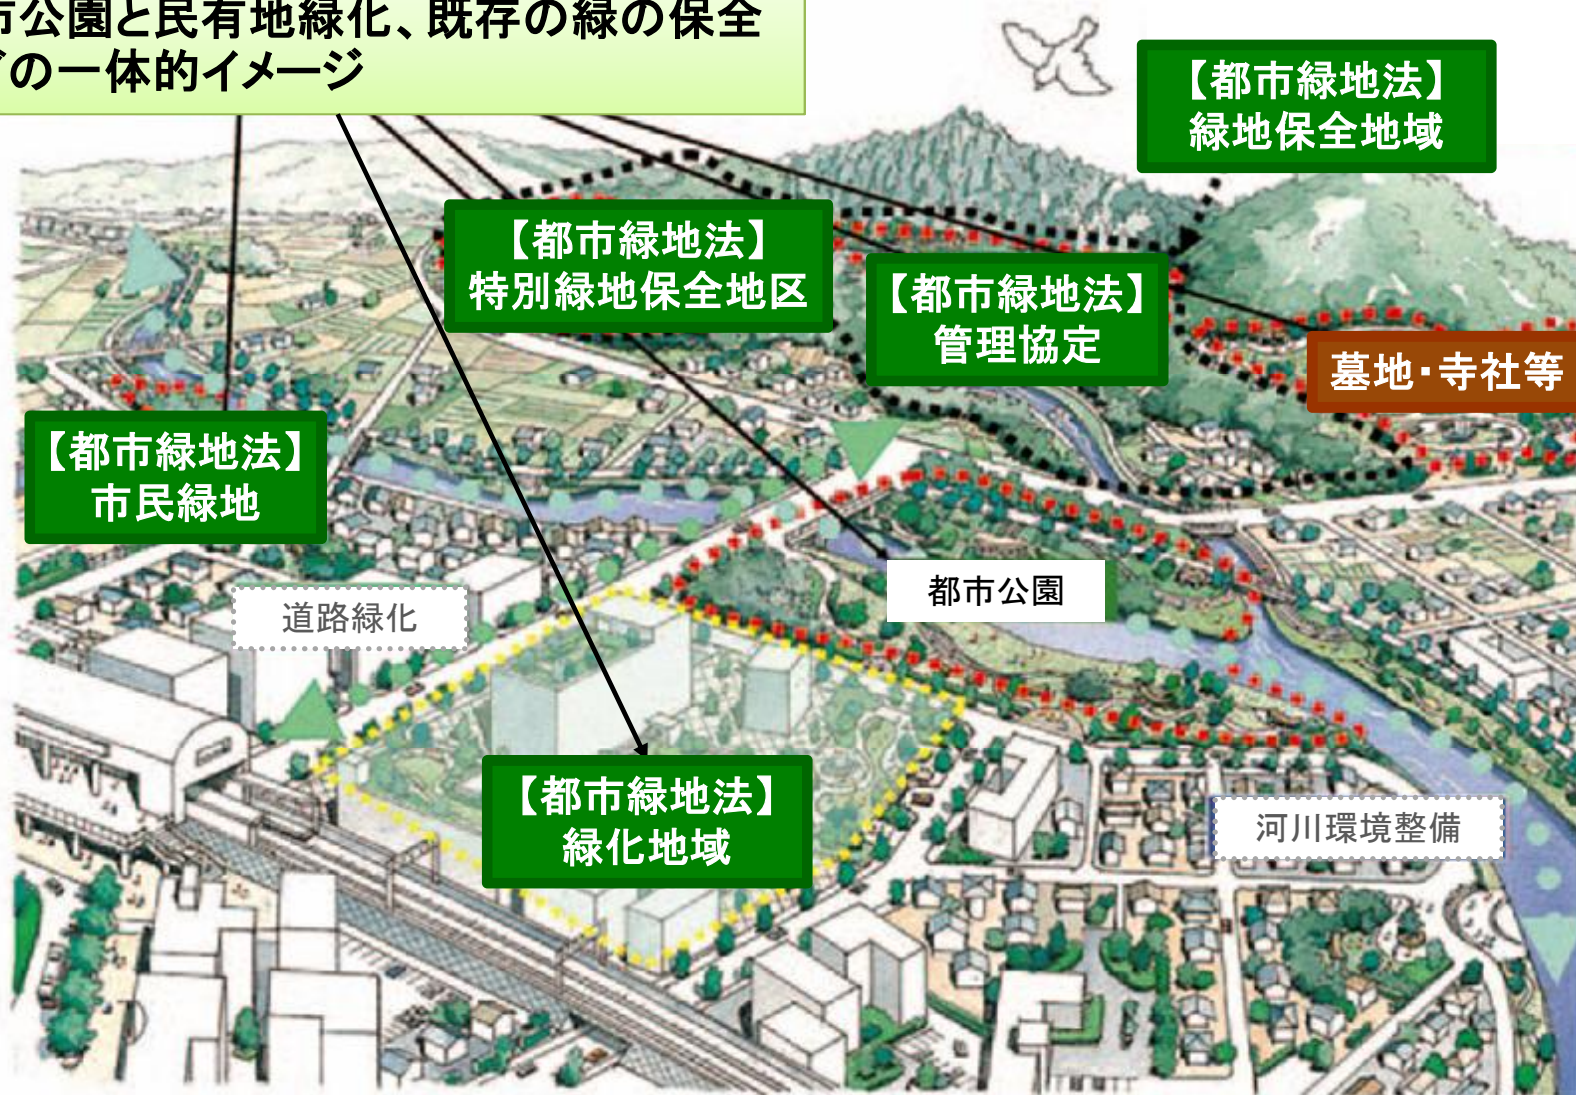 市公園と民有地緑化、既存の緑の保全
どの一体的イメージ
【都市緑地法】
緑地保全地域
【都市緑地法】
特別緑地保全地区
【都市緑地法】
管理協定
墓地・寺社等
【都市緑地法】
市民緑地
都市公園
道路緑化
【都市緑地法】
緑化地域
河川環境整備